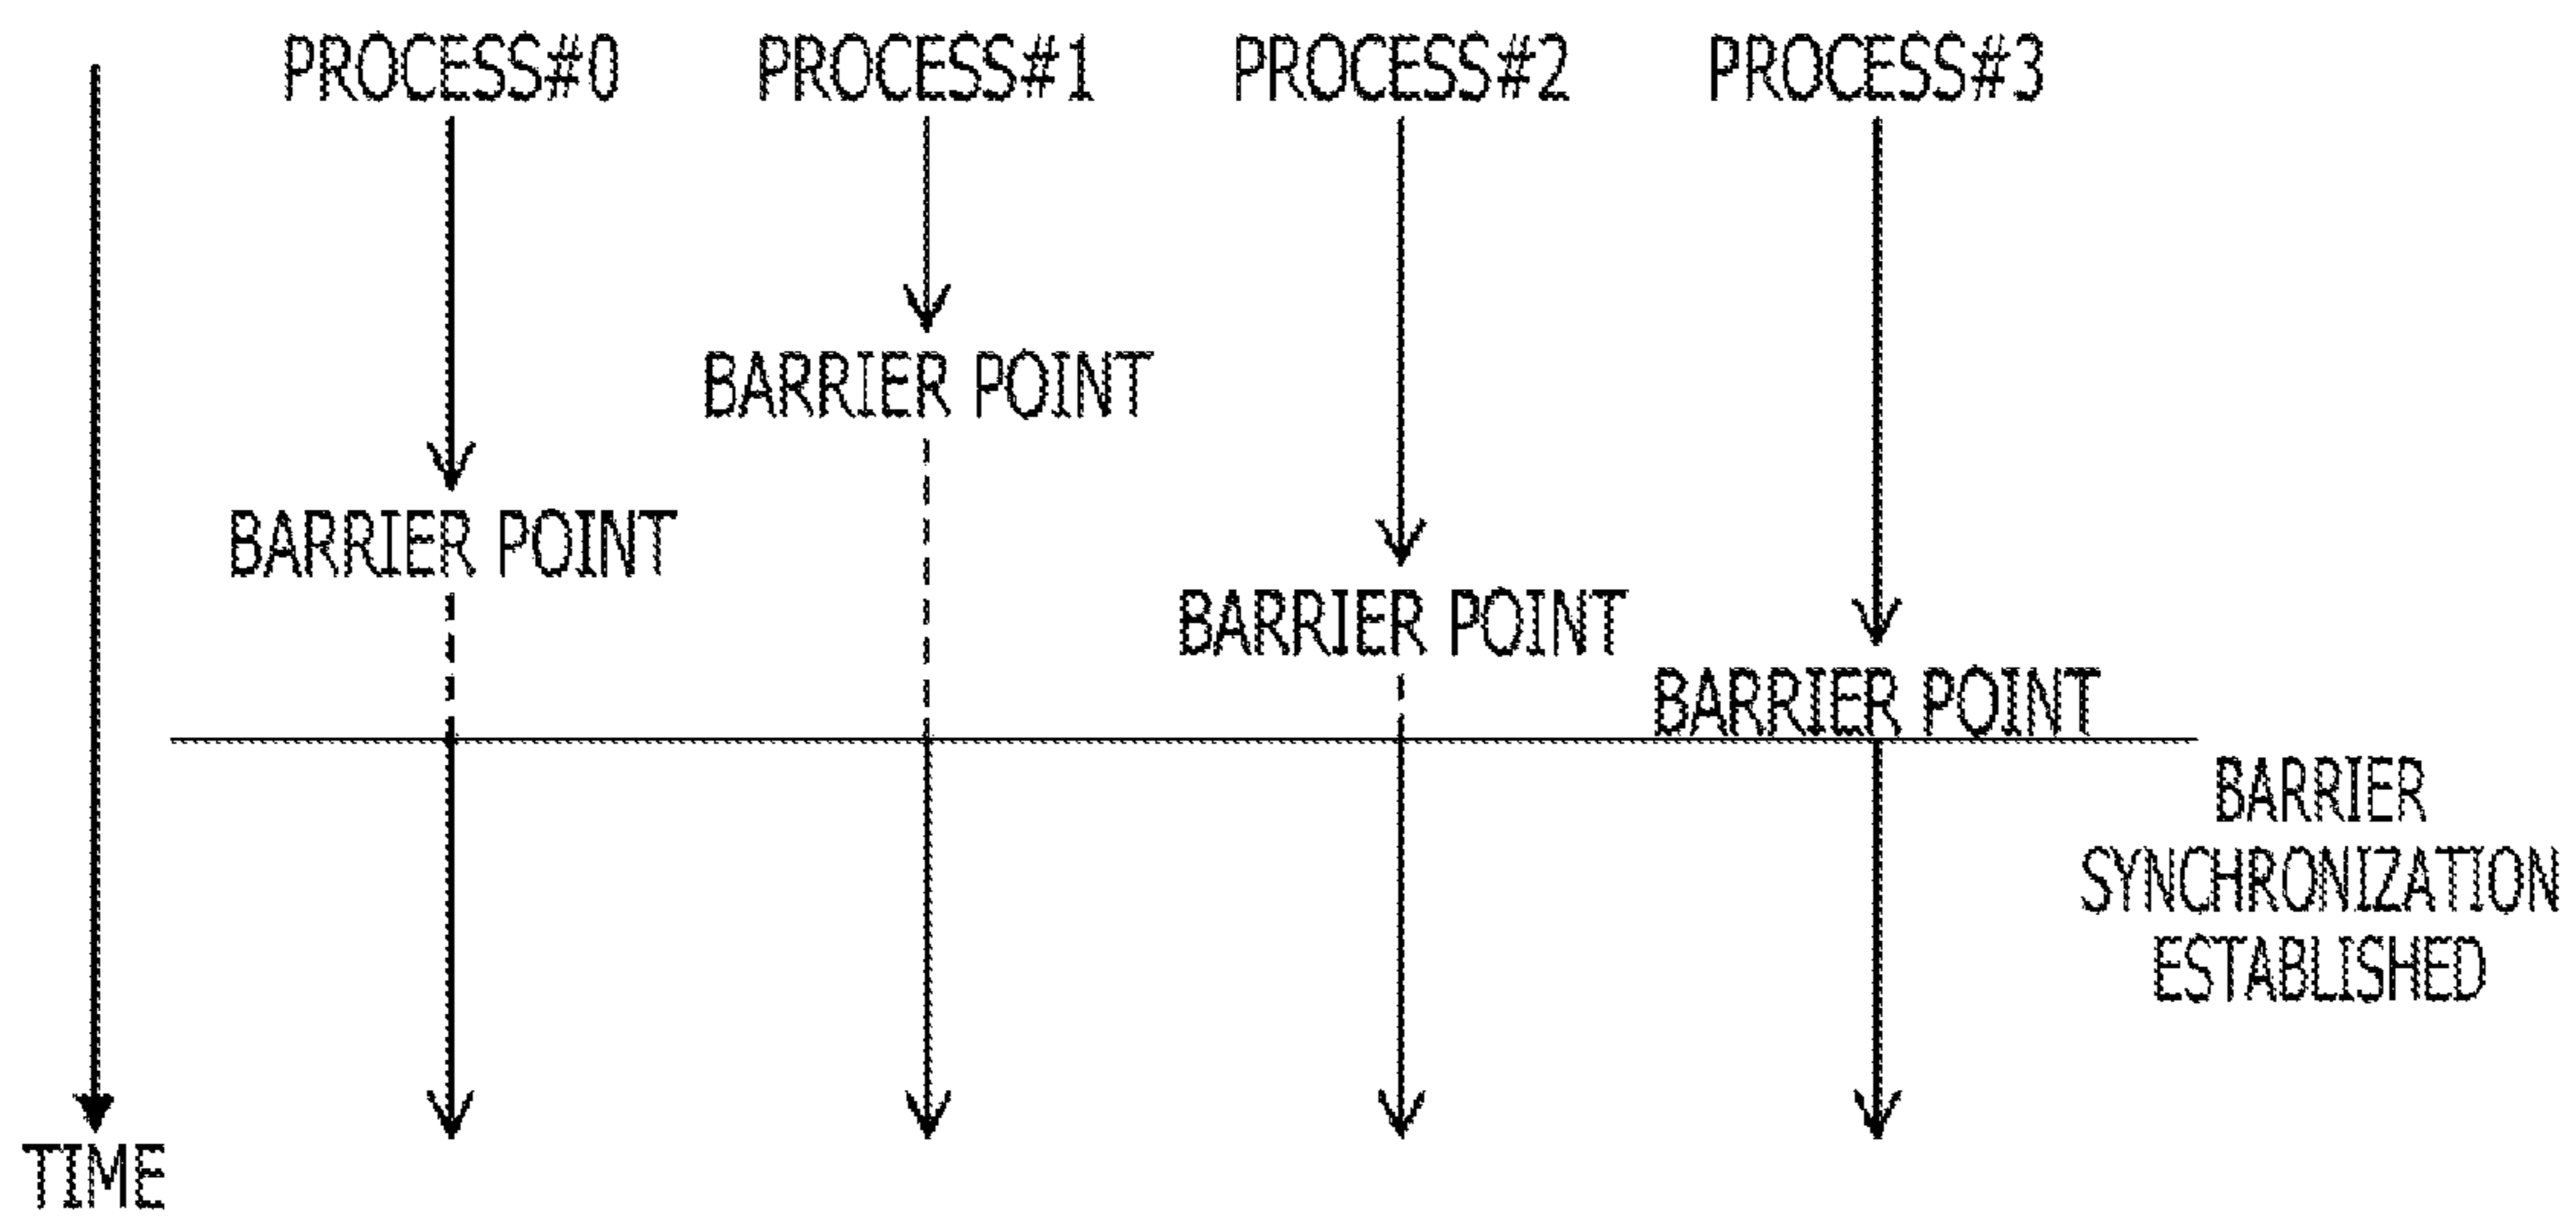 PROCESS#0 PROCESS#1 PROCESS#2 PROCESS#3
BARRIER POINT
BARRIER POINT
BARRIER POINT
BARRIER POINT
BARRIER
SYNCHRONIZATION
ESTABLISHED
TIME